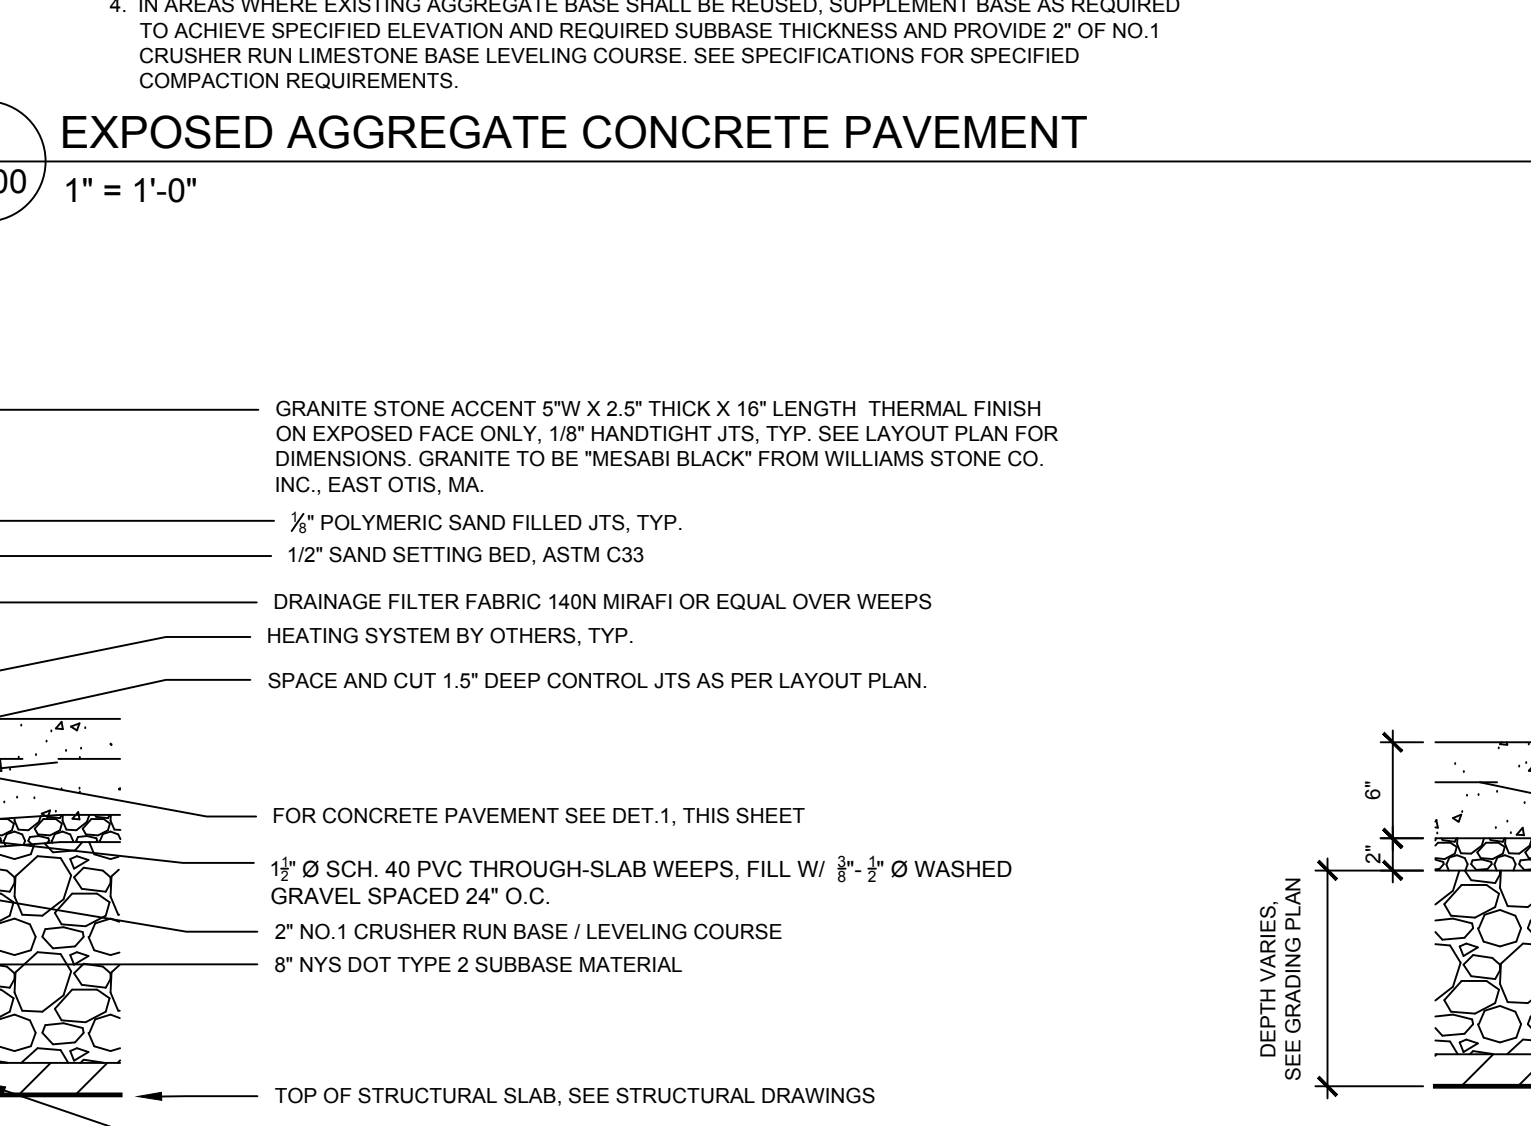 4. IN AREAS WHERE EXISTING AGGREGATE BASE SHALL BE REUSED, SUPPLEMENT BASE AS REQUIRED
TO ACHIEVE SPECIFIED ELEVATION AND REQUIRED SUBBASE THICKNESS AND PROVIDE 2" OF NO.1
CRUSHER RUN LIMESTONE BASE LEVELING COURSE. SEE SPECIFICATIONS FOR SPECIFIED
COMPACTION REQUIREMENTS.
EXPOSED AGGREGATE CONCRETE PAVEMENT
00
1" = 1'-0"
GRANITE STONE ACCENT 5"W X 2.5" THICK X 16" LENGTH THERMAL FINISH
ON EXPOSED FACE ONLY, 1/8" HANDTIGHT JTS, TYP. SEE LAYOUT PLAN FOR
DIMENSIONS. GRANITE TO BE "MESABI BLACK" FROM WILLIAMS STONE CO.
INC., EAST OTIS, MA.
⅛" POLYMERIC SAND FILLED JTS, TYP.
1/2" SAND SETTING BED, ASTM C33
DRAINAGE FILTER FABRIC 140N MIRAFI OR EQUAL OVER WEEPS
HEATING SYSTEM BY OTHERS, TYP.
SPACE AND CUT 1.5" DEEP CONTROL JTS AS PER LAYOUT PLAN.
FOR CONCRETE PAVEMENT SEE DET.1, THIS SHEET
1½" Ø SCH. 40 PVC THROUGH-SLAB WEEPS, FILL W/ ⅜"- ½" Ø WASHED
GRAVEL SPACED 24" O.C.
2" NO.1 CRUSHER RUN BASE / LEVELING COURSE
8" NYS DOT TYPE 2 SUBBASE MATERIAL
TOP OF STRUCTURAL SLAB, SEE STRUCTURAL DRAWINGS
6"
2"
DEPTH VARIES,
SEE GRADING PLAN